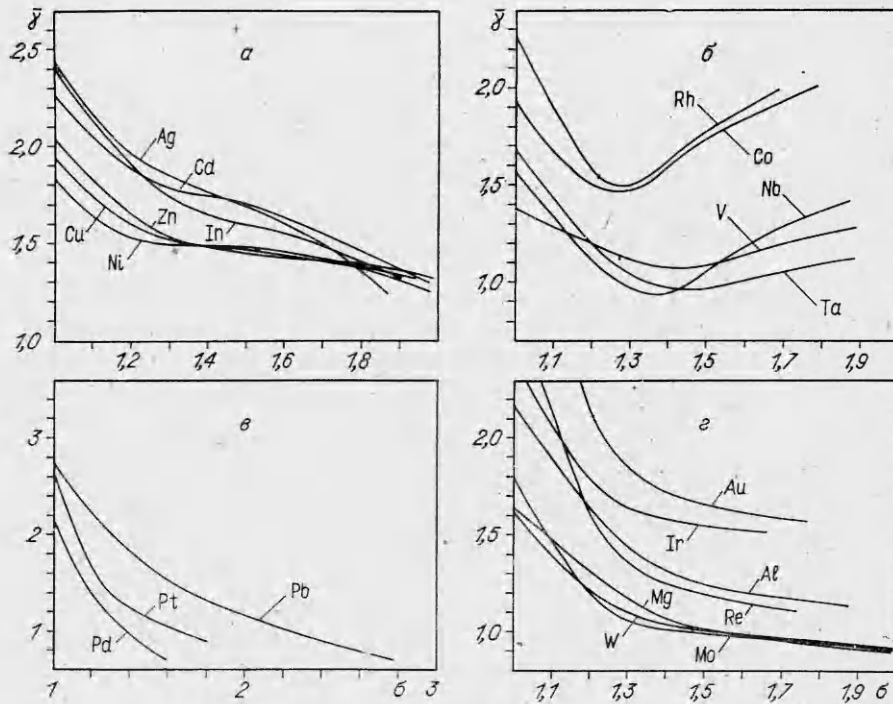 γ̄
а
2,5
2,0
1,5
1,0
Ag
Cd
Zn
In
Cu
Ni
1,2 1,4 1,6 1,8
γ̄
б
2,0
1,5
1,0
Rh
Co
Nb
V
Ta
1,1 1,3 1,5 1,7 1,9
в
3
2
1
Pb
Pt
Pd
1 2 б 3
г
2,0
1,5
1,0
Au
Ir
Al
Mg
Re
W
Mo
1,1 1,3 1,5 1,7 1,9 б